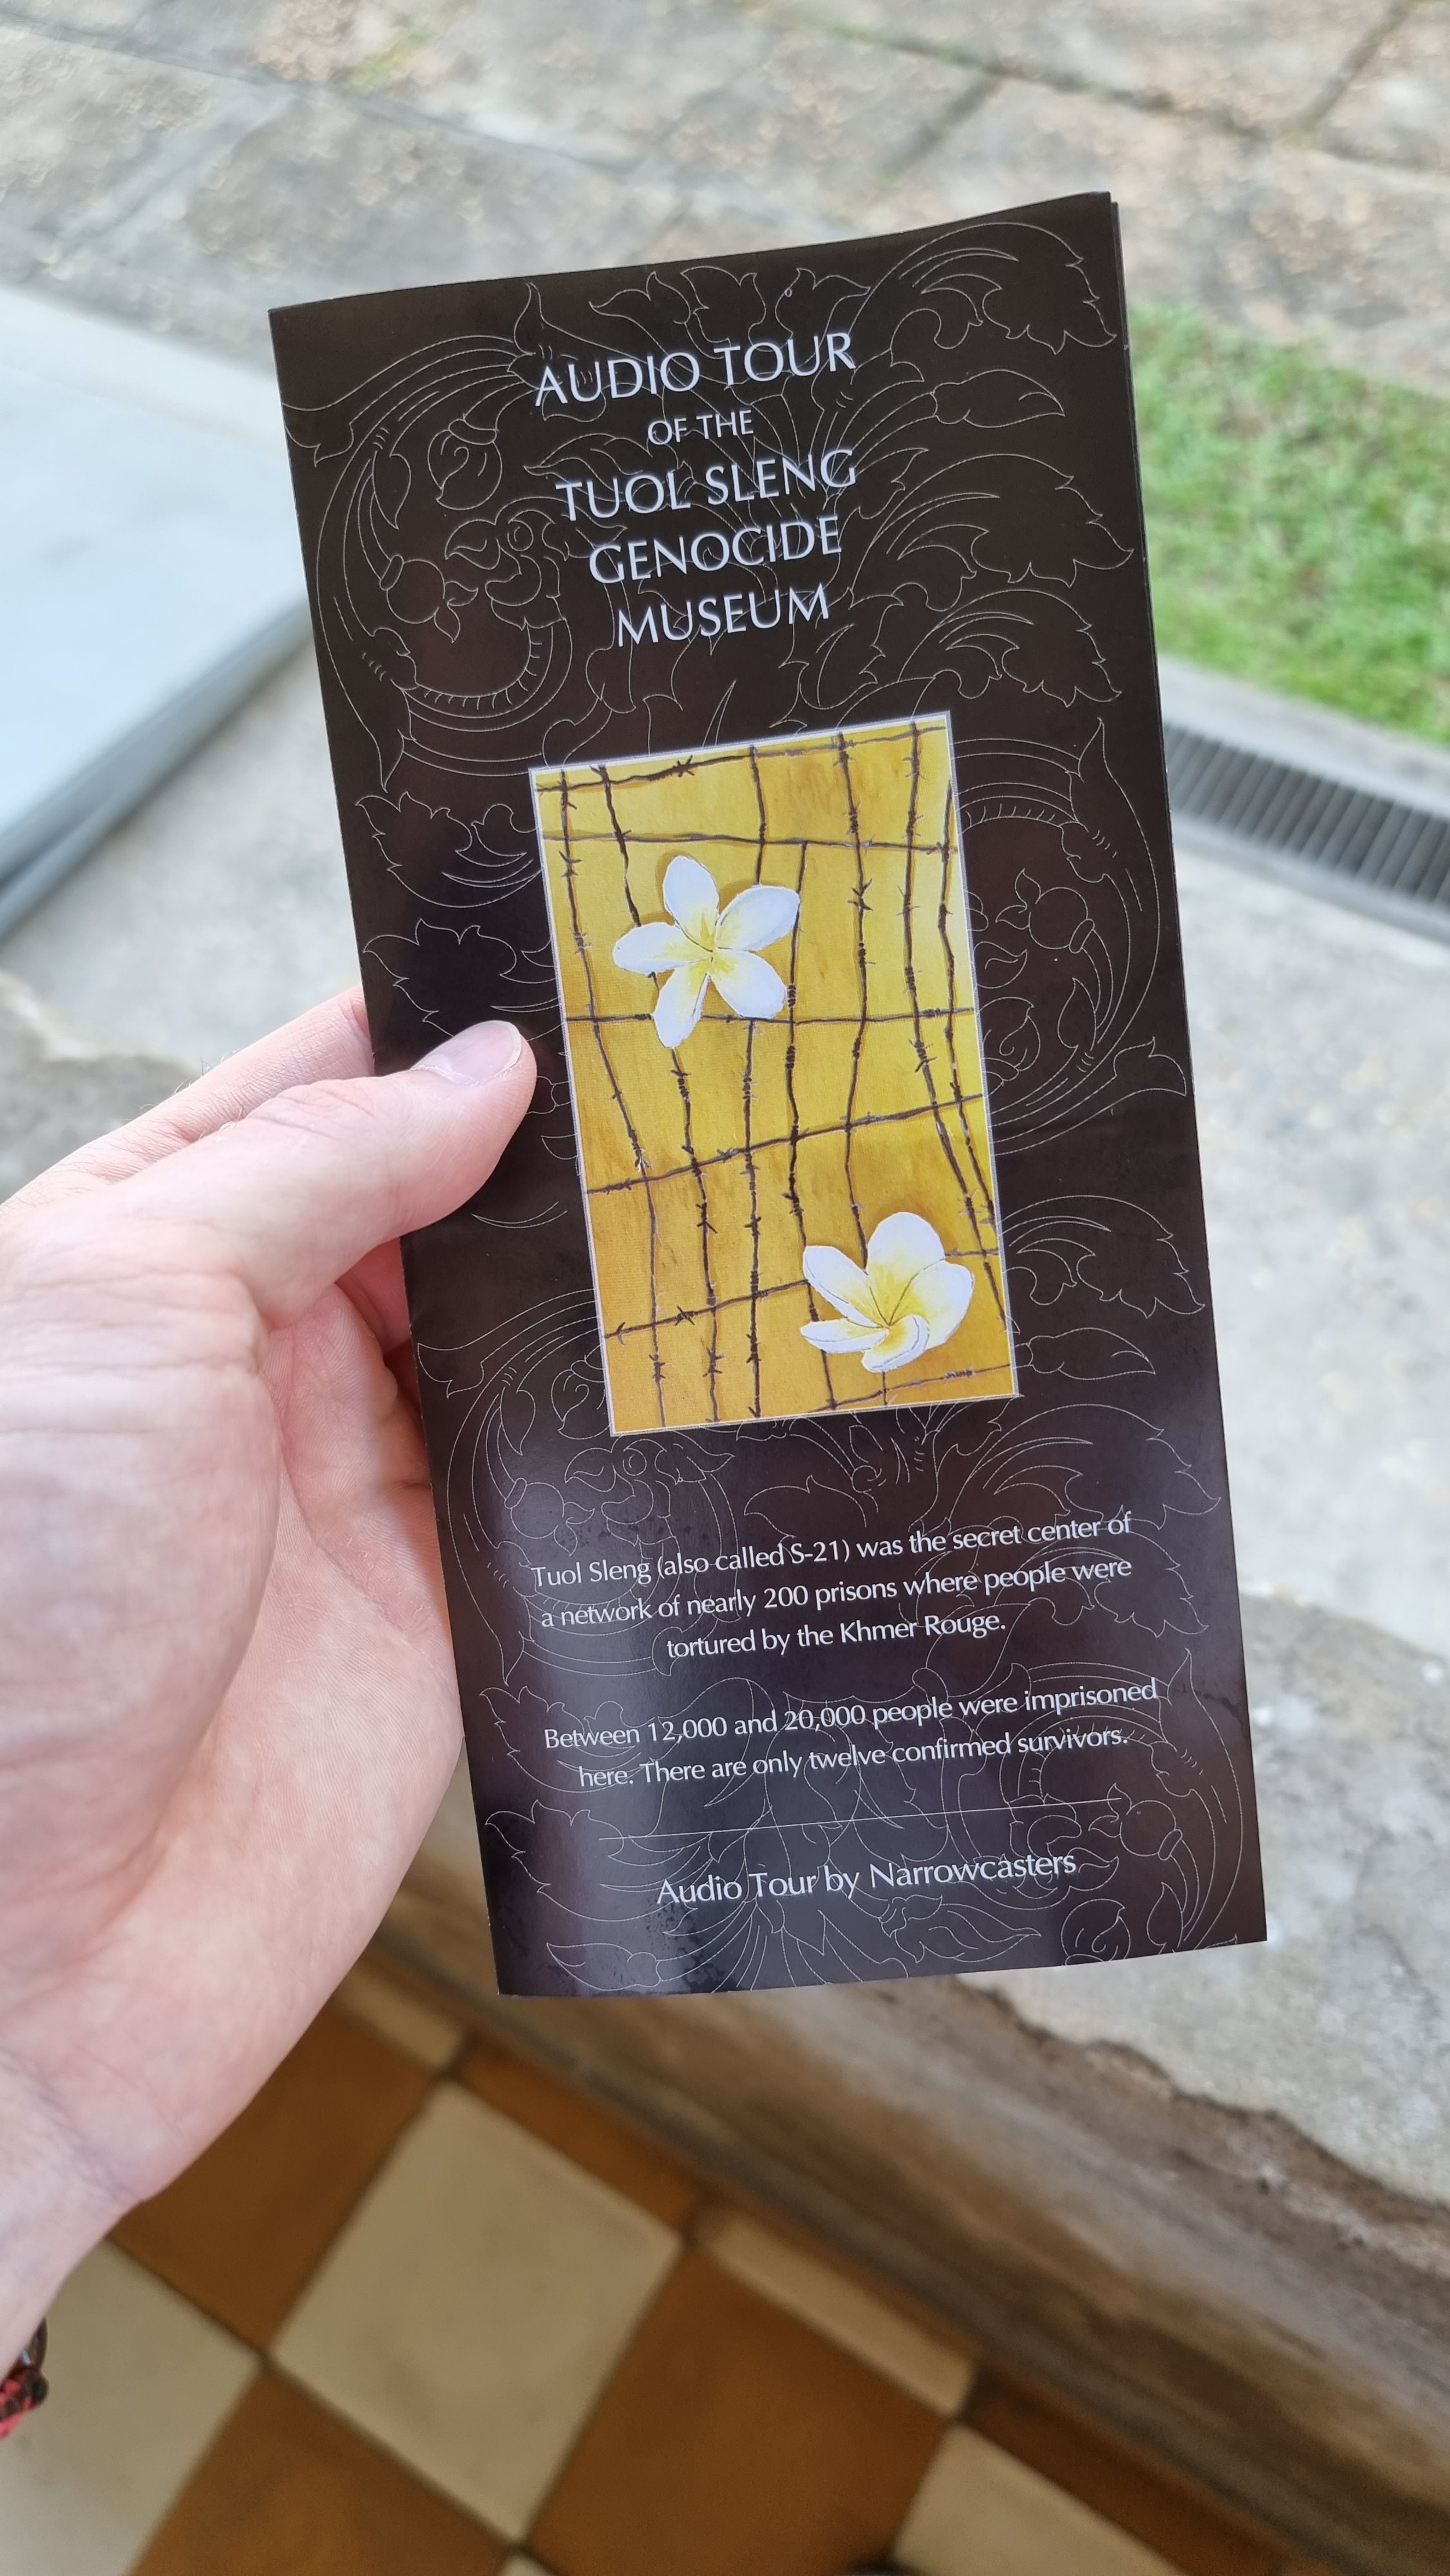 AUDIO TOUR
OF THE
TUOL SLENG
GENOCIDE
MUSEUM
Tuol Sleng (also called S-21) was the secret center of
a network of nearly 200 prisons where people were
tortured by the Khmer Rouge.
Between 12,000 and 20,000 people were imprisoned
here. There are only twelve confirmed survivors.
Audio Tour by Narrowcasters